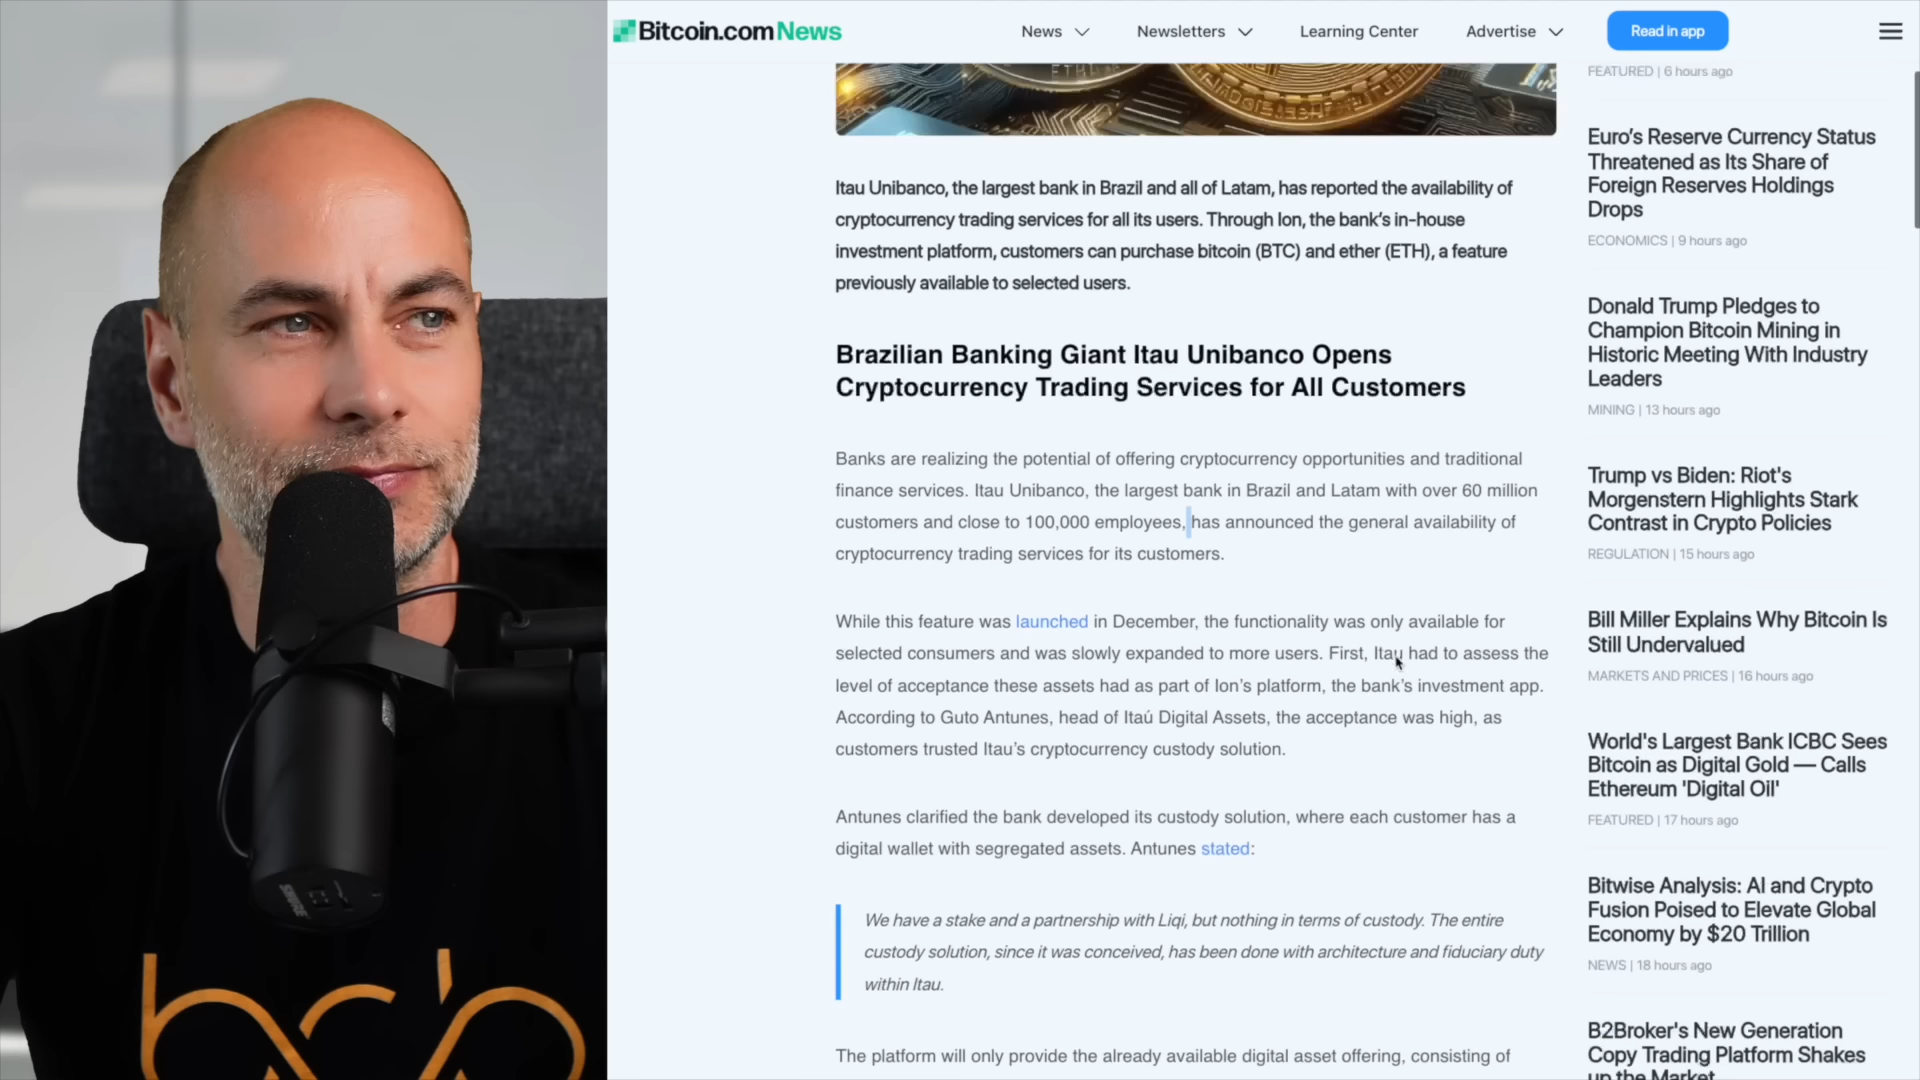 Bitcoin.com News
News
Newsletters
Learning Center
Advertise
Read in app
FEATURED | 6 hours ago
Itau Unibanco, the largest bank in Brazil and all of Latam, has reported the availability of
cryptocurrency trading services for all its users. Through Ion, the bank’s in-house
investment platform, customers can purchase bitcoin (BTC) and ether (ETH), a feature
previously available to selected users.
Brazilian Banking Giant Itau Unibanco Opens
Cryptocurrency Trading Services for All Customers
Banks are realizing the potential of offering cryptocurrency opportunities and traditional
finance services. Itau Unibanco, the largest bank in Brazil and Latam with over 60 million
customers and close to 100,000 employees, has announced the general availability of
cryptocurrency trading services for its customers.
While this feature was launched in December, the functionality was only available for
selected consumers and was slowly expanded to more users. First, Itau had to assess the
level of acceptance these assets had as part of Ion’s platform, the bank’s investment app.
According to Guto Antunes, head of Itaú Digital Assets, the acceptance was high, as
customers trusted Itau’s cryptocurrency custody solution.
Antunes clarified the bank developed its custody solution, where each customer has a
digital wallet with segregated assets. Antunes stated:
We have a stake and a partnership with Liqi, but nothing in terms of custody. The entire
custody solution, since it was conceived, has been done with architecture and fiduciary duty
within Itau.
The platform will only provide the already available digital asset offering, consisting of
Euro’s Reserve Currency Status
Threatened as Its Share of
Foreign Reserves Holdings
Drops
ECONOMICS | 9 hours ago
Donald Trump Pledges to
Champion Bitcoin Mining in
Historic Meeting With Industry
Leaders
MINING | 13 hours ago
Trump vs Biden: Riot's
Morgenstern Highlights Stark
Contrast in Crypto Policies
REGULATION | 15 hours ago
Bill Miller Explains Why Bitcoin Is
Still Undervalued
MARKETS AND PRICES | 16 hours ago
World's Largest Bank ICBC Sees
Bitcoin as Digital Gold — Calls
Ethereum 'Digital Oil'
FEATURED | 17 hours ago
Bitwise Analysis: AI and Crypto
Fusion Poised to Elevate Global
Economy by $20 Trillion
NEWS | 18 hours ago
B2Broker's New Generation
Copy Trading Platform Shakes
up the Market
SHURE
bcb